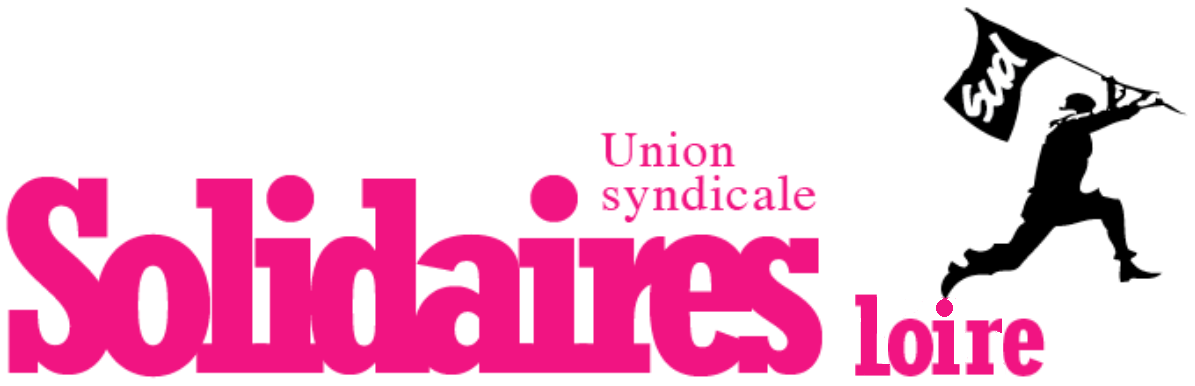 sud
Union
syndicale
Solidaires
loire